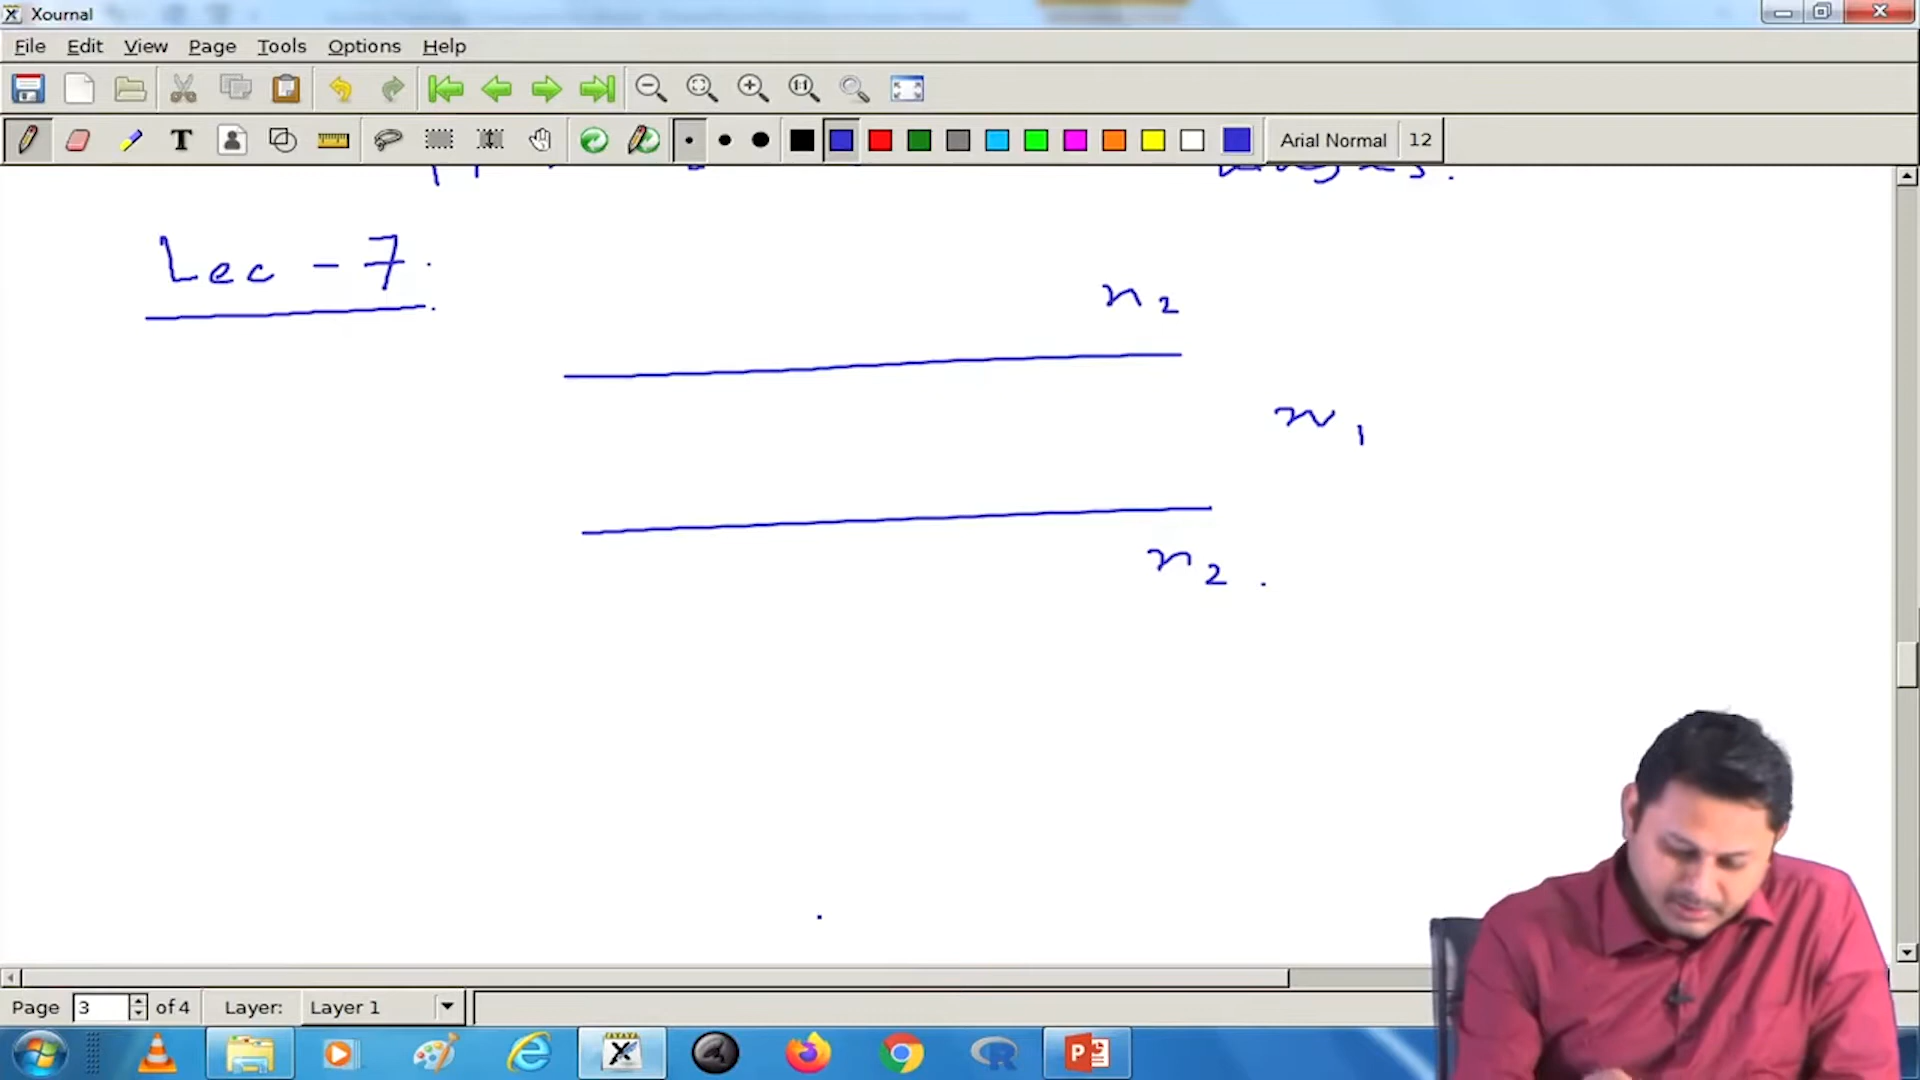 Xournal
File Edit View Page Tools Options Help
Arial Normal 12
Lec - 7.
n2
n1
n2.
Page 3 of 4 Layer: Layer 1